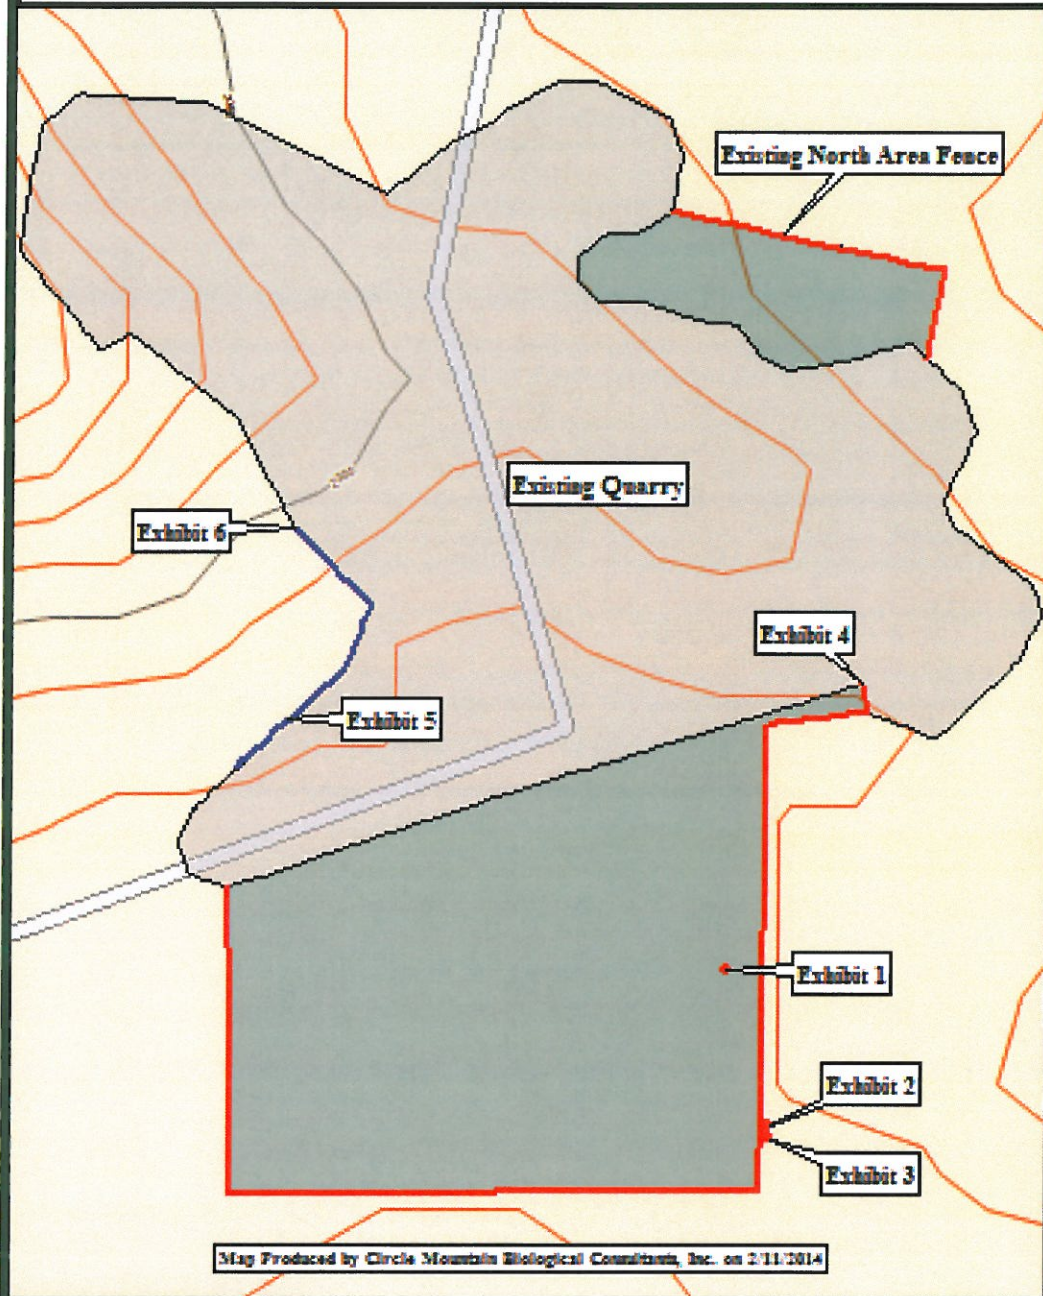 Existing North Area Fence
Existing Quarry
Exhibit 6
Exhibit 4
Exhibit 5
Exhibit 1
Exhibit 2
Exhibit 3
Map Produced by Circle Mountain Biological Consultants, Inc. on 2/11/2014